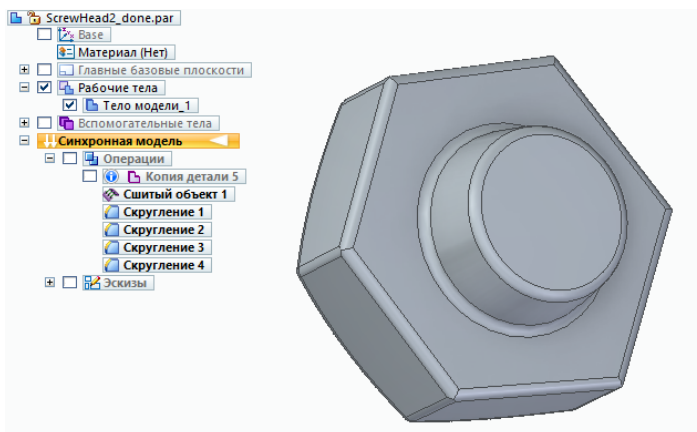 ScrewHead2_done.par
Base
Материал (Нет)
Главные базовые плоскости
Рабочие тела
Тело модели_1
Вспомогательные тела
Синхронная модель
Операции
Копия детали 5
Сшитый объект 1
Скругление 1
Скругление 2
Скругление 3
Скругление 4
Эскизы